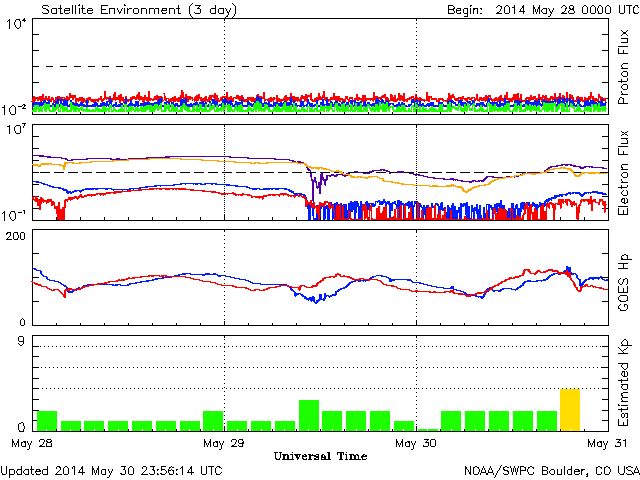 Satellite Environment (3 day)
Begin: 2014 May 28 0000 UTC
10⁴
10⁻²
Proton Flux
10⁷
10⁻¹
Electron Flux
200
0
GOES Hp
9
0
Estimated Kp
May 28
May 29
May 30
May 31
Universal Time
Updated 2014 May 30 23:56:14 UTC
NOAA/SWPC Boulder, CO USA